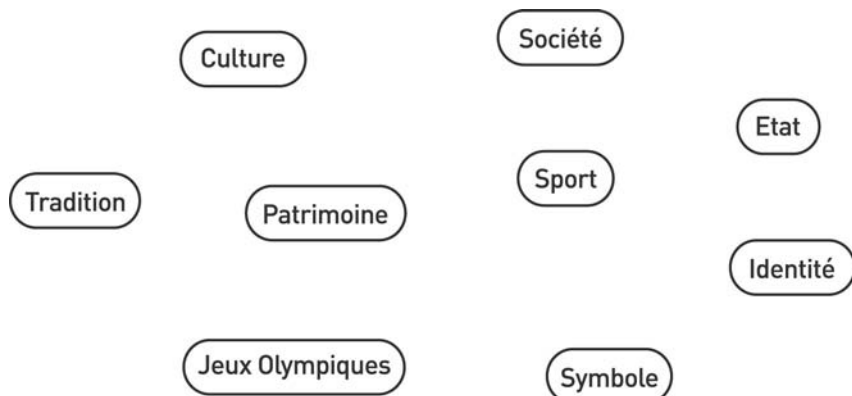 Société
Culture
Etat
Sport
Tradition
Patrimoine
Identité
Jeux Olympiques
Symbole